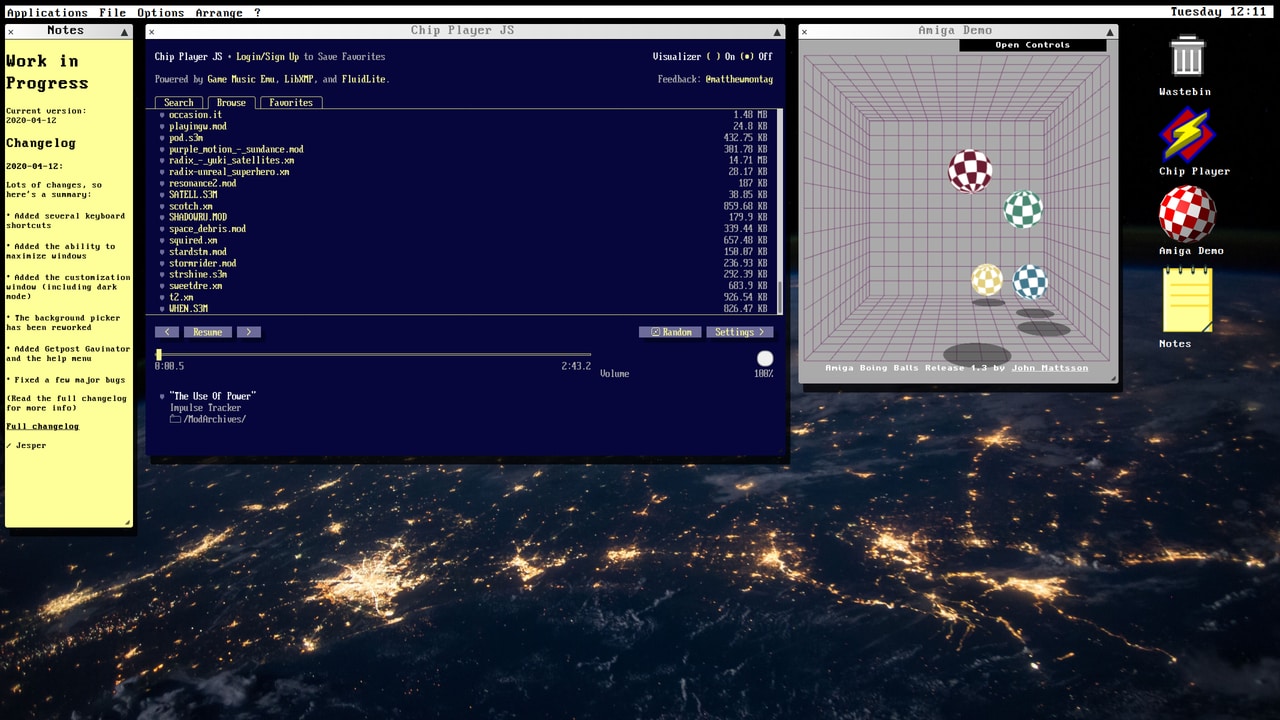 Applications File Options Arrange ?
Tuesday 12:11
Notes
Work in
Progress
Current version:
2020-04-12
Changelog
2020-04-12:
Lots of changes, so
here's a summary:
* Added several keyboard
shortcuts
* Added the ability to
maximize windows
* Added the customization
window (including dark
mode)
* The background picker
has been reworked
* Added Getpost Gavinator
and the help menu
* Fixed a few major bugs
(Read the full changelog
for more info)
Full changelog
/ Jesper
Chip Player JS
Chip Player JS • Login/Sign Up to Save Favorites
Visualizer ( ) On (•) Off
Powered by Game Music Emu, LibXMP, and FluidLite.
Feedback: @matthewmontag
Search Browse Favorites
occasion.it 1.48 MB
playingw.mod 24.8 KB
pod.s3m 432.75 KB
purple_motion_-_sundance.mod 301.78 KB
radix_-_yuki_satellites.xm 14.71 MB
radix-unreal_superhero.xm 28.17 KB
resonance2.mod 187 KB
SATELL.S3M 38.85 KB
scotch.xm 859.68 KB
SHADOWRU.MOD 179.9 KB
space_debris.mod 339.44 KB
squired.xm 657.48 KB
stardstm.mod 158.87 KB
stormrider.mod 236.93 KB
strshine.s3m 292.39 KB
sweetdre.xm 683.9 KB
t2.xm 926.54 KB
WHEN.S3M 826.47 KB
< Resume >
Random Settings >
0:00.5
2:43.2
Volume
100%
"The Use Of Power"
Impulse Tracker
/ModArchives/
Amiga Demo
Open Controls
Amiga Boing Balls Release 1.3 by John Mattsson
Wastebin
Chip Player
Amiga Demo
Notes